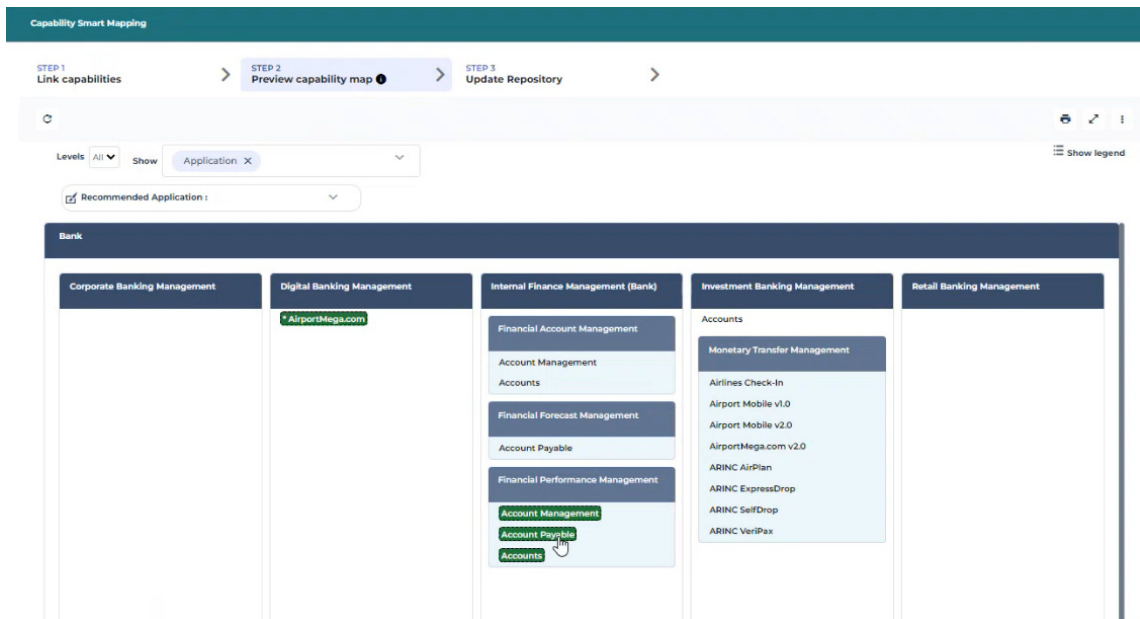 Capability Smart Mapping
STEP 1
Link capabilities
STEP 2
Preview capability map
STEP 3
Update Repository
Levels All Show Application X
Show legend
Recommended Application :
Bank
Corporate Banking Management
Digital Banking Management
* AirportMega.com
Internal Finance Management (Bank)
Financial Account Management
Account Management
Accounts
Financial Forecast Management
Account Payable
Financial Performance Management
Account Management
Account Payable
Accounts
Investment Banking Management
Accounts
Monetary Transfer Management
Airlines Check-In
Airport Mobile v1.0
Airport Mobile v2.0
AirportMega.com v2.0
ARINC AirPlan
ARINC ExpressDrop
ARINC SelfDrop
ARINC VeriPax
Retail Banking Management